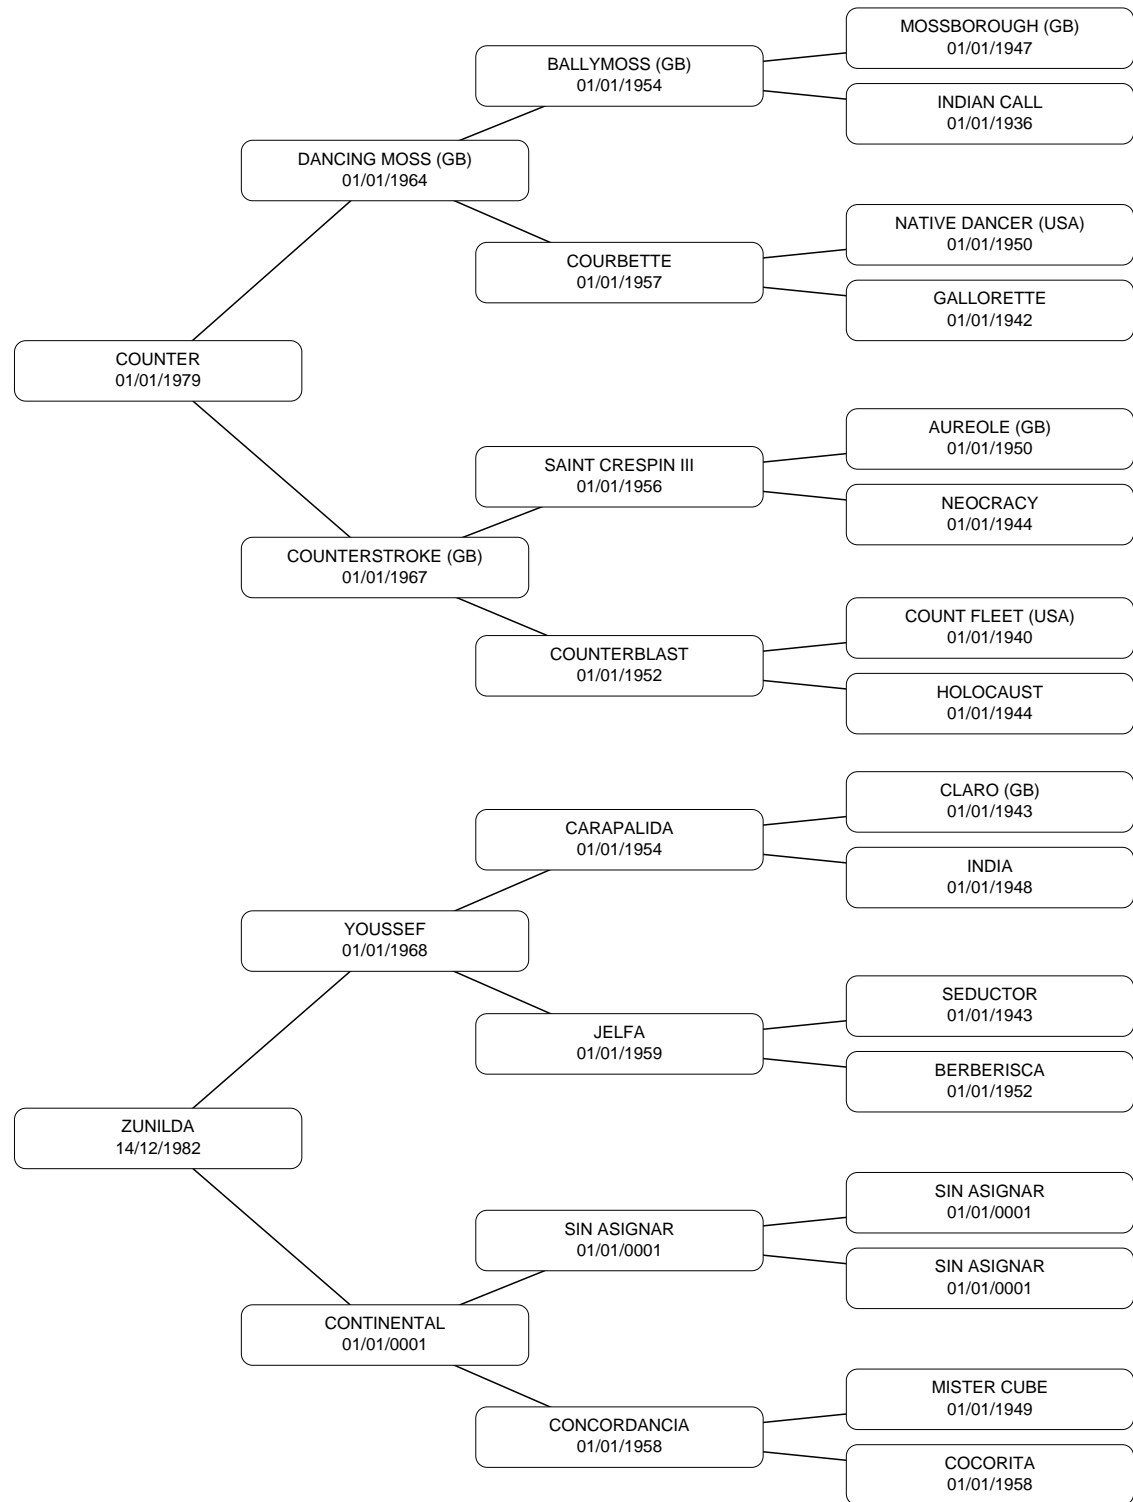 MOSSBOROUGH (GB)
01/01/1947
BALLYMOSS (GB)
01/01/1954
INDIAN CALL
01/01/1936
DANCING MOSS (GB)
01/01/1964
NATIVE DANCER (USA)
01/01/1950
COURBETTE
01/01/1957
GALLORETTE
01/01/1942
COUNTER
01/01/1979
AUREOLE (GB)
01/01/1950
SAINT CRESPIN III
01/01/1956
NEOCRACY
01/01/1944
COUNTERSTROKE (GB)
01/01/1967
COUNT FLEET (USA)
01/01/1940
COUNTERBLAST
01/01/1952
HOLOCAUST
01/01/1944
CLARO (GB)
01/01/1943
CARAPALIDA
01/01/1954
INDIA
01/01/1948
YOUSSEF
01/01/1968
SEDUCTOR
01/01/1943
JELFA
01/01/1959
BERBERISCA
01/01/1952
ZUNILDA
14/12/1982
SIN ASIGNAR
01/01/0001
SIN ASIGNAR
01/01/0001
SIN ASIGNAR
01/01/0001
CONTINENTAL
01/01/0001
MISTER CUBE
01/01/1949
CONCORDANCIA
01/01/1958
COCORITA
01/01/1958